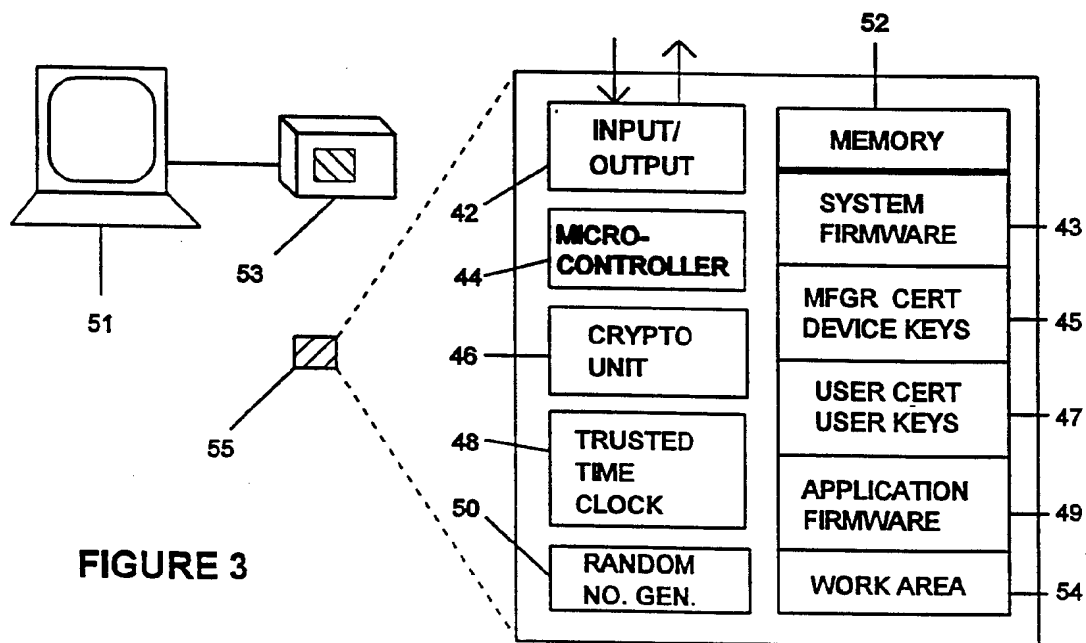 52
INPUT/
OUTPUT
MEMORY
42
SYSTEM
FIRMWARE
43
MICRO-
CONTROLLER
44
53
51
MFGR CERT
DEVICE KEYS
45
46
CRYPTO
UNIT
USER CERT
USER KEYS
47
55
48
TRUSTED
TIME
CLOCK
APPLICATION
FIRMWARE
49
50
FIGURE 3
RANDOM
NO. GEN.
WORK AREA
54